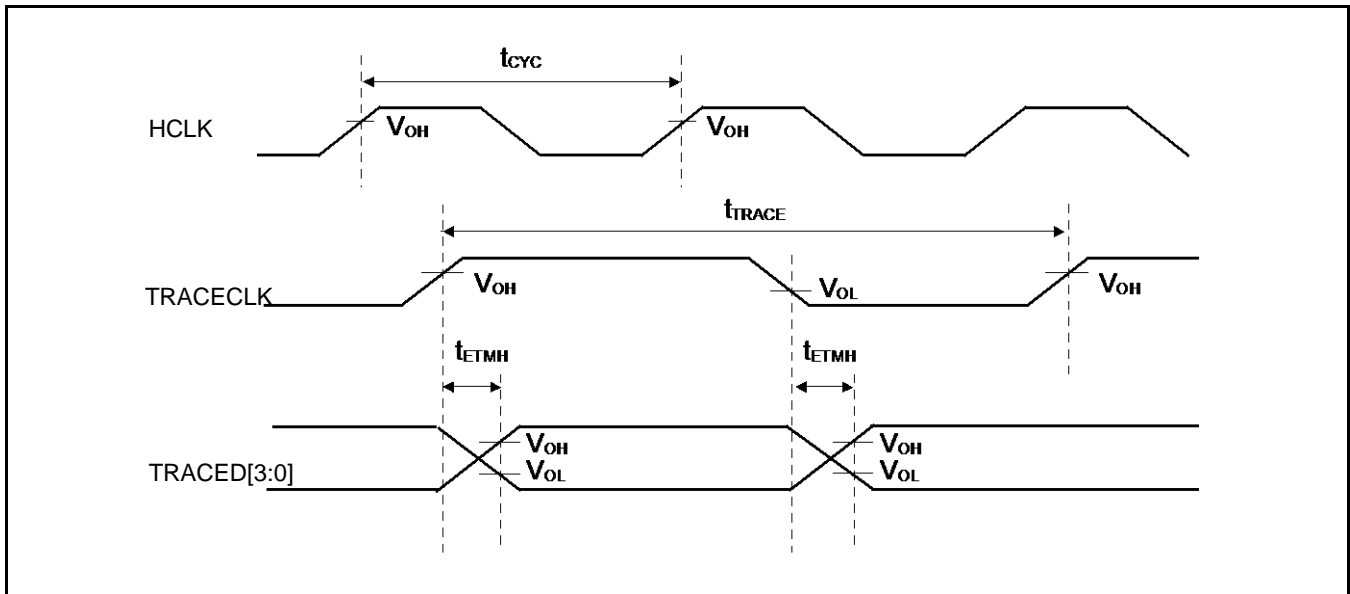 tCYC
HCLK
VOH
VOH
tTRACE
TRACECLK
VOH
VOL
VOH
tETMH
tETMH
TRACED[3:0]
VOH
VOL
VOH
VOL